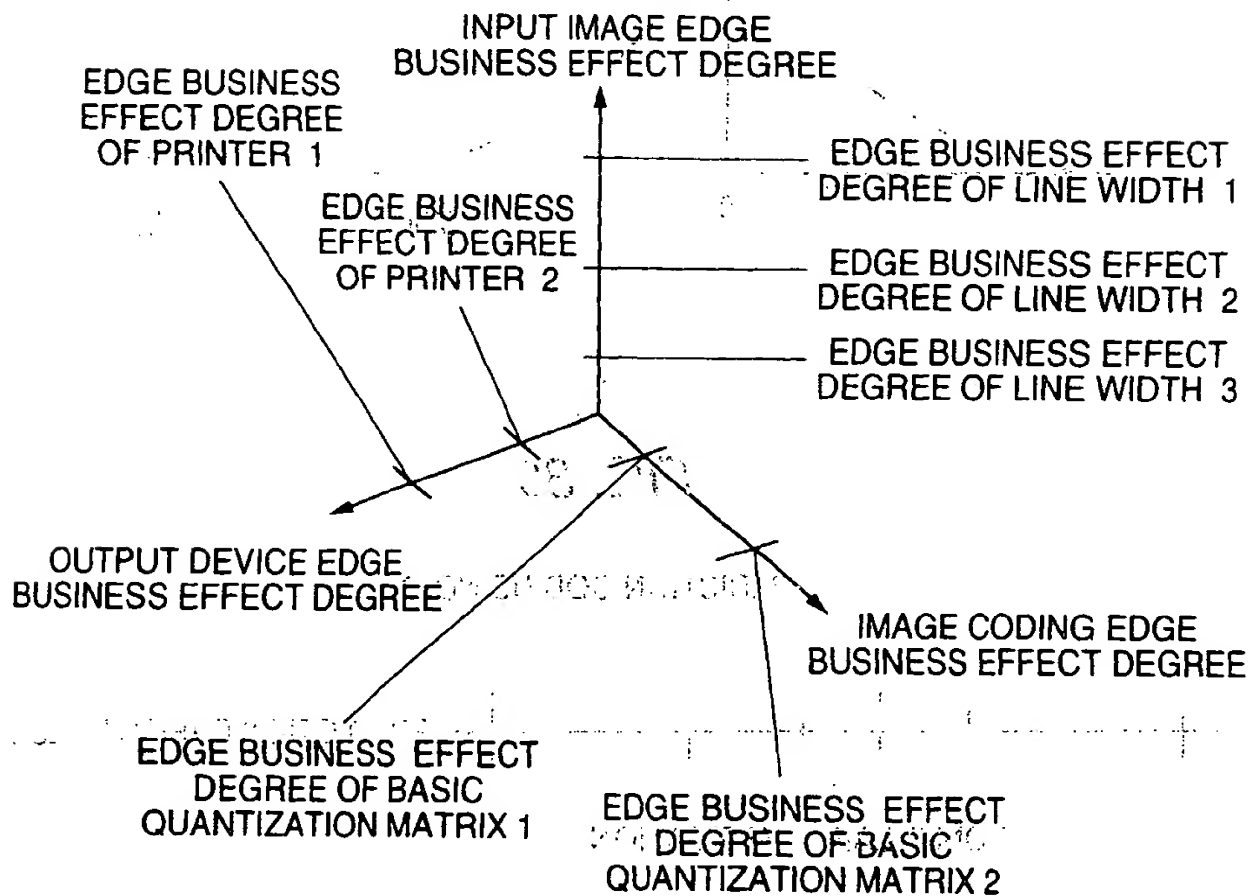 INPUT IMAGE EDGE
BUSINESS EFFECT DEGREE
EDGE BUSINESS
EFFECT DEGREE
OF PRINTER 1
EDGE BUSINESS
EFFECT DEGREE
OF PRINTER 2
EDGE BUSINESS EFFECT
DEGREE OF LINE WIDTH 1
EDGE BUSINESS EFFECT
DEGREE OF LINE WIDTH 2
EDGE BUSINESS EFFECT
DEGREE OF LINE WIDTH 3
OUTPUT DEVICE EDGE
BUSINESS EFFECT DEGREE
IMAGE CODING EDGE
BUSINESS EFFECT DEGREE
EDGE BUSINESS EFFECT
DEGREE OF BASIC
QUANTIZATION MATRIX 1
EDGE BUSINESS EFFECT
DEGREE OF BASIC
QUANTIZATION MATRIX 2